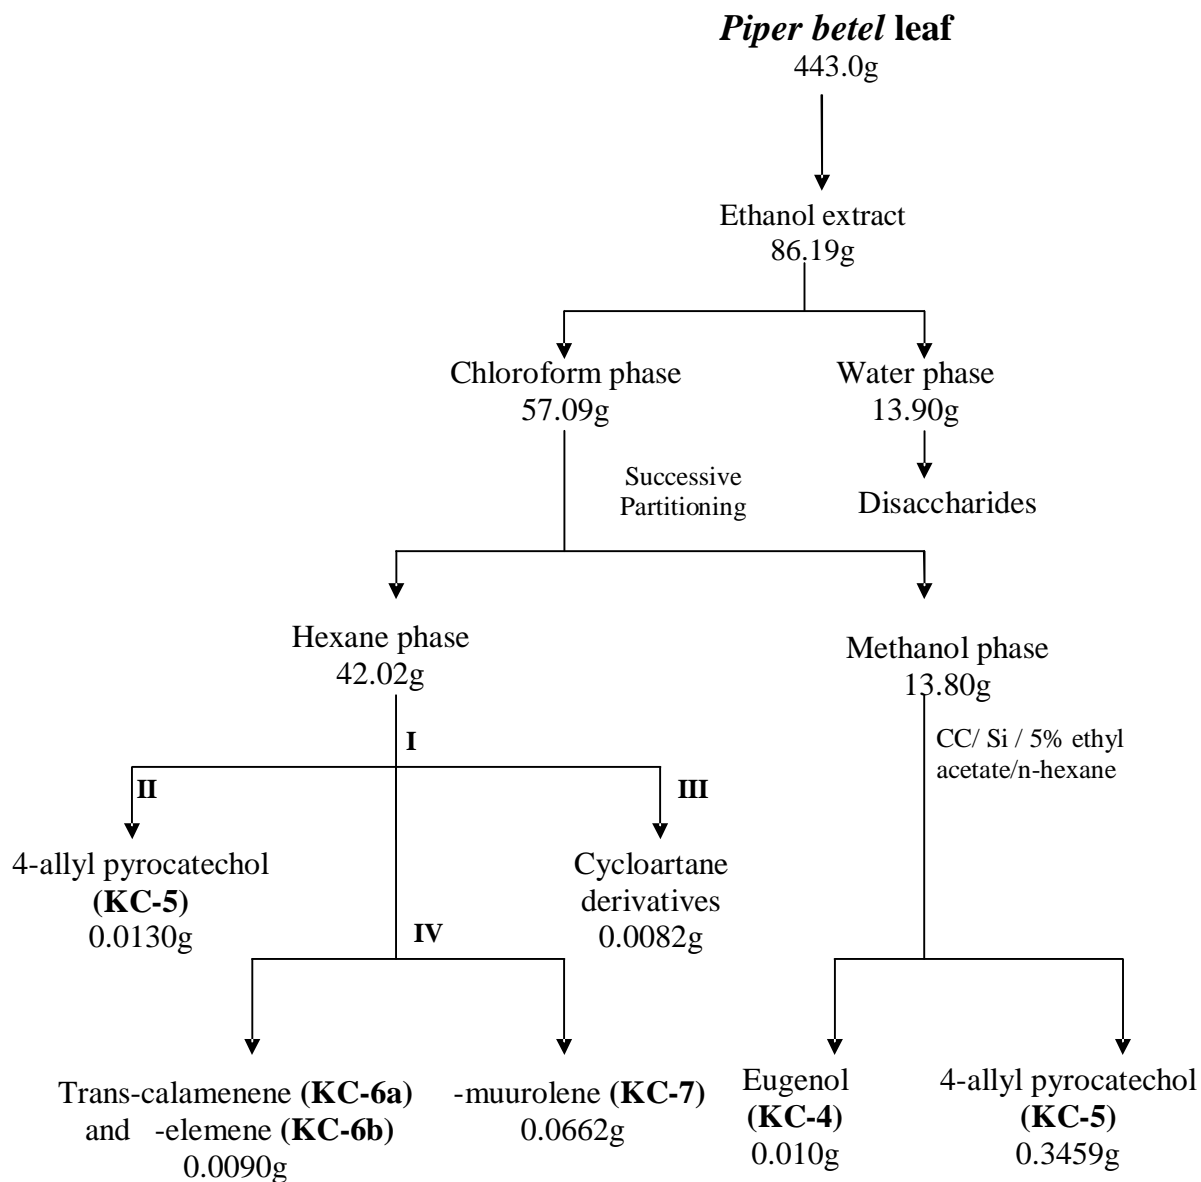 Piper betel leaf
443.0g
Ethanol extract
86.19g
Chloroform phase
57.09g
Water phase
13.90g
Successive
Partitioning
Disaccharides
Hexane phase
42.02g
Methanol phase
13.80g
I
CC/ Si / 5% ethyl
acetate/n-hexane
II
III
4-allyl pyrocatechol
(KC-5)
0.0130g
Cycloartane
derivatives
0.0082g
IV
Trans-calamenene (KC-6a)
and -elemene (KC-6b)
0.0090g
-muurolene (KC-7)
0.0662g
Eugenol
(KC-4)
0.010g
4-allyl pyrocatechol
(KC-5)
0.3459g